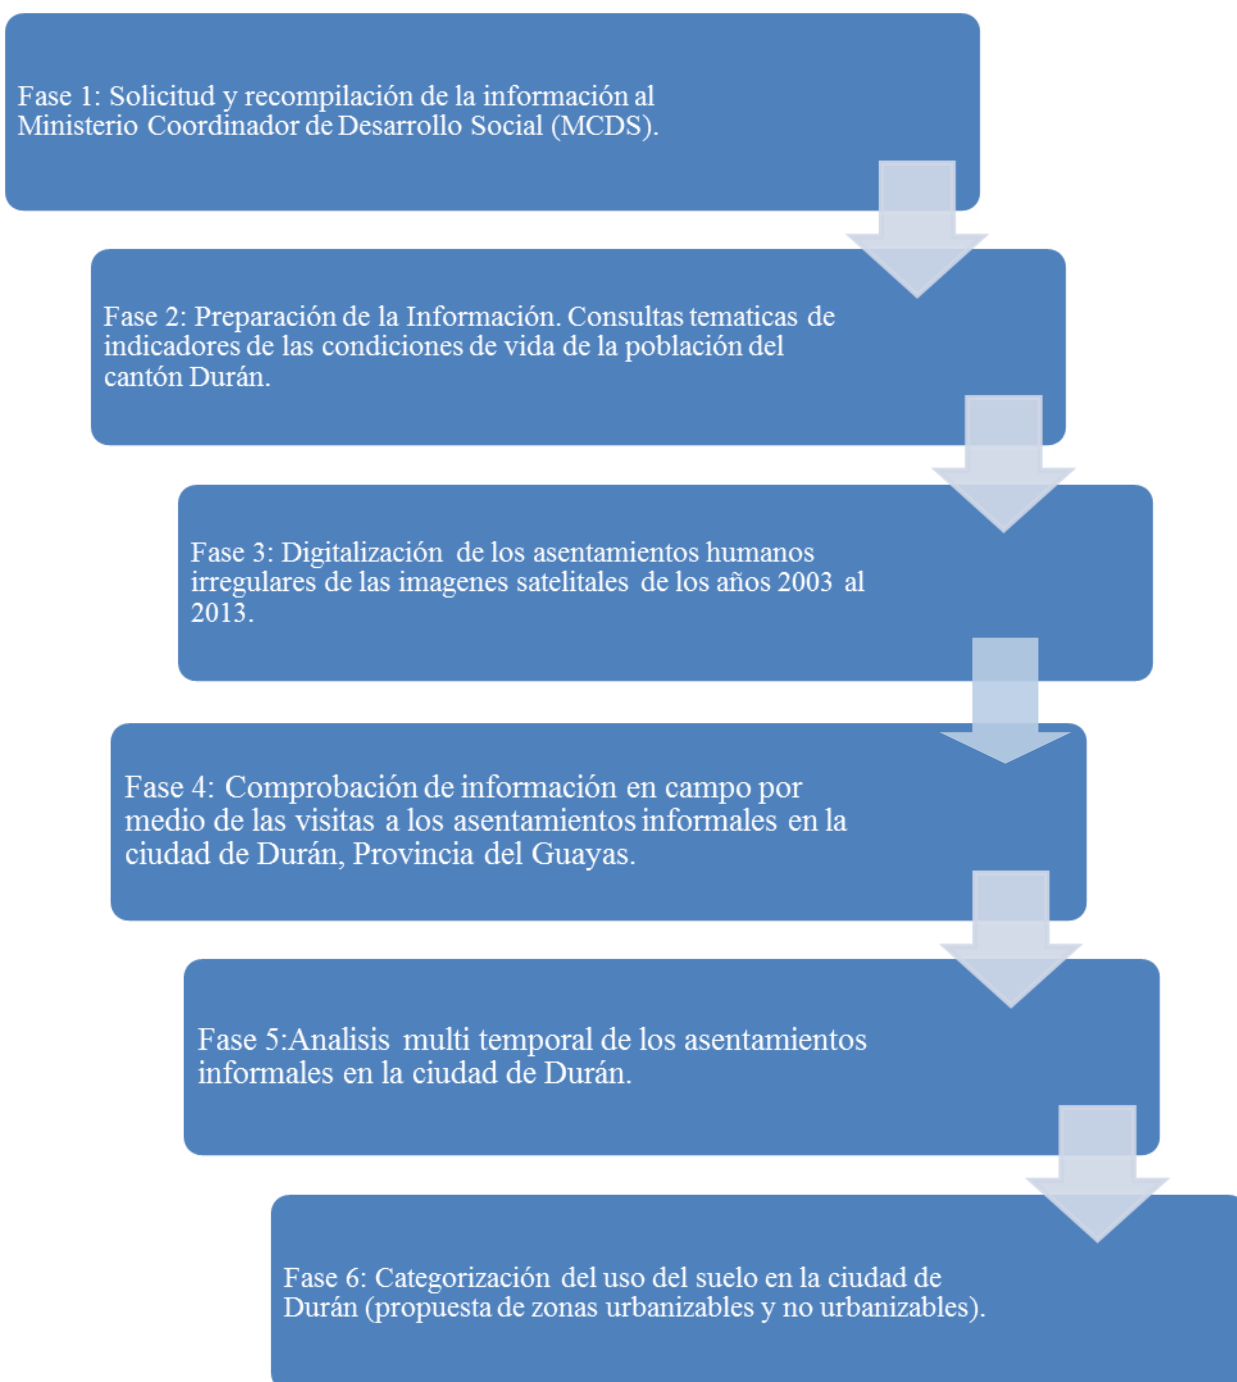 Fase 1: Solicitud y recompilación de la información al
Ministerio Coordinador de Desarrollo Social (MCDS).
Fase 2: Preparación de la Información. Consultas tematicas de
indicadores de las condiciones de vida de la población del
cantón Durán.
Fase 3: Digitalización de los asentamientos humanos
irregulares de las imagenes satelitales de los años 2003 al
2013.
Fase 4: Comprobación de información en campo por
medio de las visitas a los asentamientos informales en la
ciudad de Durán, Provincia del Guayas.
Fase 5:Analisis multi temporal de los asentamientos
informales en la ciudad de Durán.
Fase 6: Categorización del uso del suelo en la ciudad de
Durán (propuesta de zonas urbanizables y no urbanizables).